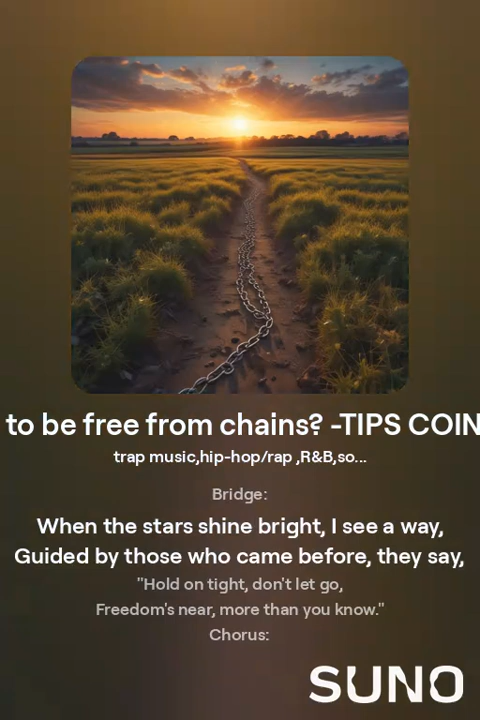 to be free from chains? -TIPS COIN
trap music,hip-hop/rap ,R&B,so...
Bridge:
When the stars shine bright, I see a way,
Guided by those who came before, they say,
"Hold on tight, don't let go,
Freedom's near, more than you know."
Chorus:
SUNO